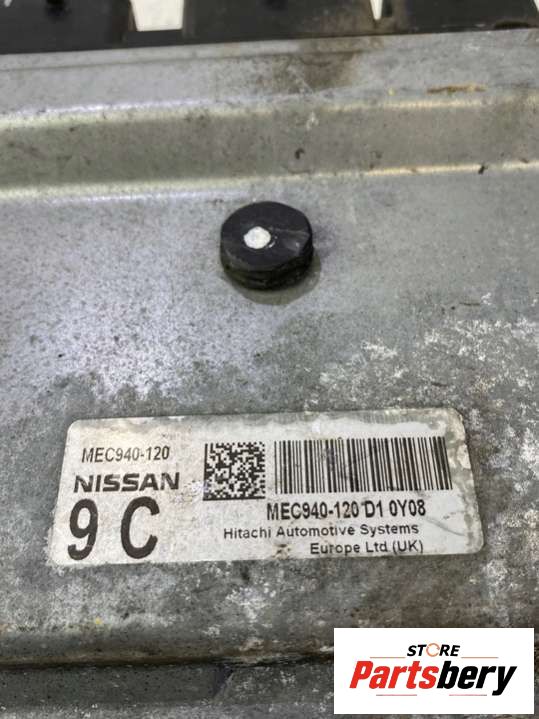 MEC940-120
NISSAN
9 C
MEC940-120 D1 0Y08
Hitachi Automotive Systems
Europe Ltd (UK)
STORE
Partsbery